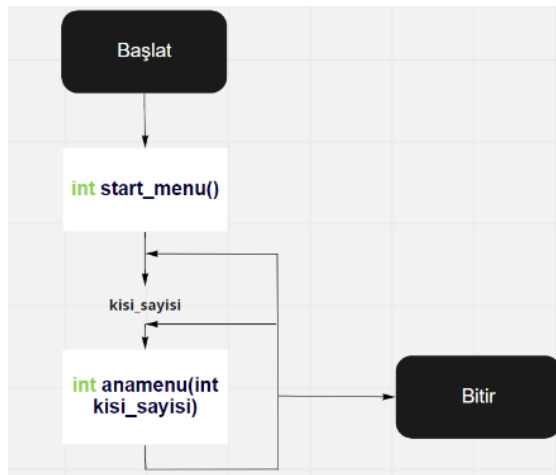 Başlat
int start_menu()
kisi_sayisi
int anamenu(int
kisi_sayisi)
Bitir